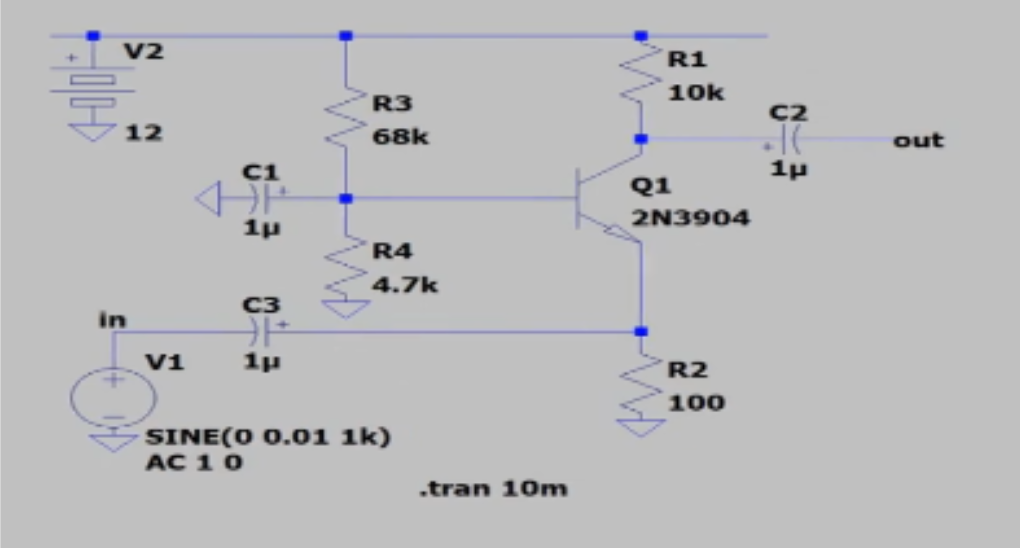 V2
12
R3
68k
R1
10k
C2
1µ
out
C1
1µ
Q1
2N3904
R4
4.7k
in
C3
1µ
V1
SINE(0 0.01 1k)
AC 1 0
R2
100
.tran 10m